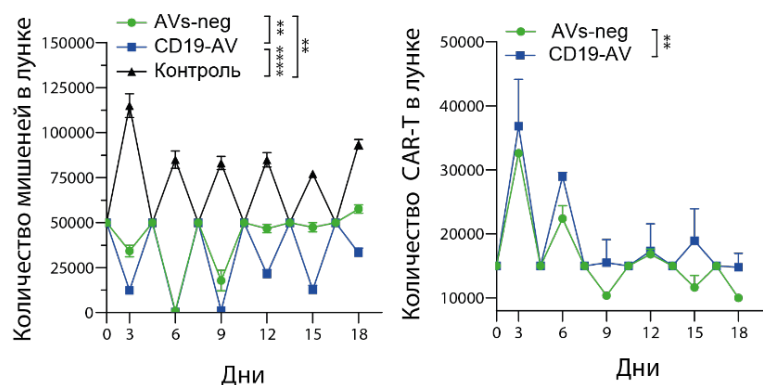 AVs-neg
CD19-AV
Контроль
**
****
**
Количество мишеней в лунке
150000
125000
100000
75000
50000
25000
0
0 3 6 9 12 15 18
Дни
AVs-neg
CD19-AV
**
Количество CAR-T в лунке
50000
40000
30000
20000
10000
0 3 6 9 12 15 18
Дни